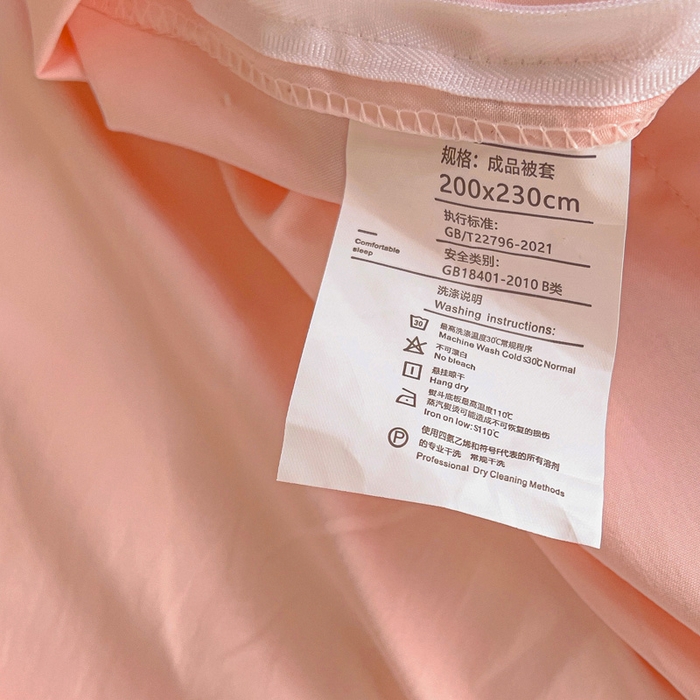 规格：成品被套
200x230cm
执行标准：
GB/T22796-2021
Comfortable
sleep
安全类别：
GB18401-2010 B类
洗涤说明
Washing instructions:
30
最高洗涤温度30℃常规程序
Machine Wash Cold≤30℃ Normal
不可漂白
No bleach
悬挂晾干
Hang dry
熨斗底板最高温度110℃
蒸汽熨烫可能造成不可恢复的损伤
Iron on low:≤110℃
P
使用四氯乙烯和符号F代表的所有溶剂
的专业干洗 常规干洗
Professional Dry Cleaning Methods